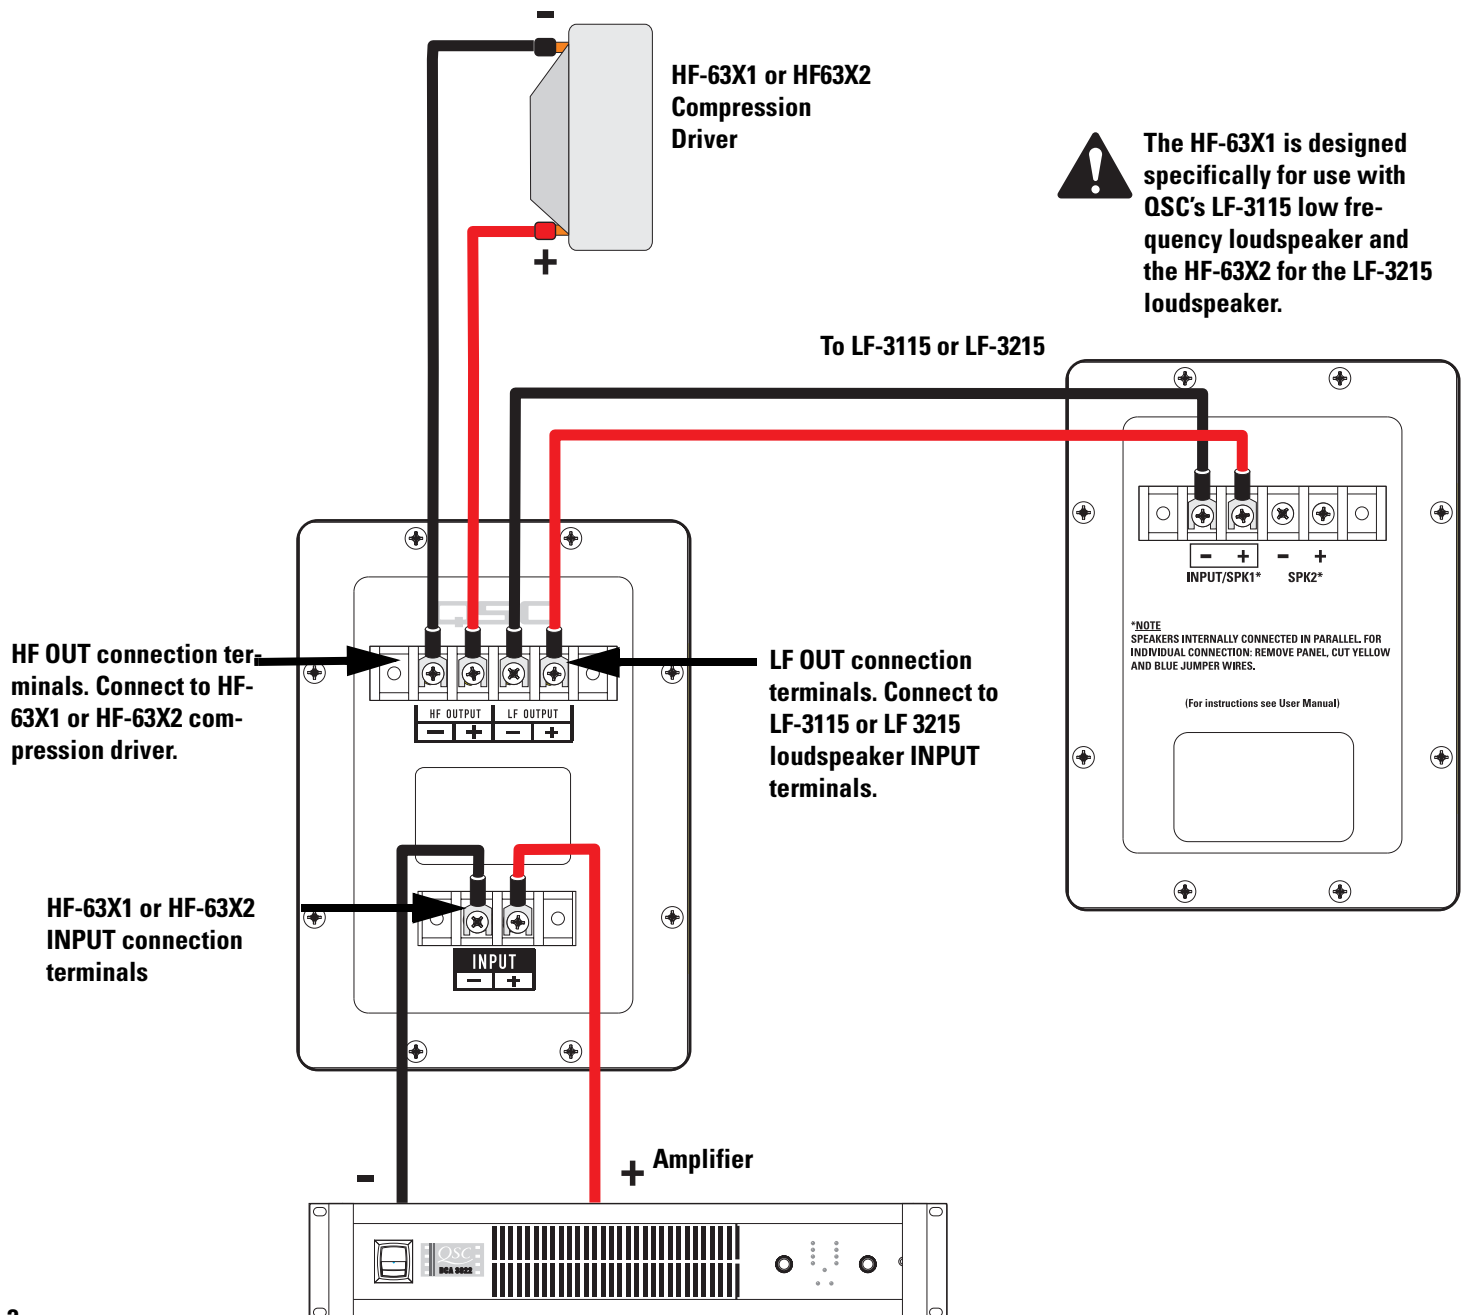 -
HF-63X1 or HF63X2
Compression
Driver
+
The HF-63X1 is designed
specifically for use with
QSC's LF-3115 low fre-
quency loudspeaker and
the HF-63X2 for the LF-3215
loudspeaker.
To LF-3115 or LF-3215
- + - +
INPUT/SPK1* SPK2*
*NOTE
SPEAKERS INTERNALLY CONNECTED IN PARALLEL. FOR
INDIVIDUAL CONNECTION: REMOVE PANEL, CUT YELLOW
AND BLUE JUMPER WIRES.
(For instructions see User Manual)
QSC
HF OUT connection ter-
minals. Connect to HF-
63X1 or HF-63X2 com-
pression driver.
HF OUTPUT LF OUTPUT
- + - +
LF OUT connection
terminals. Connect to
LF-3115 or LF 3215
loudspeaker INPUT
terminals.
HF-63X1 or HF-63X2
INPUT connection
terminals
INPUT
- +
- + Amplifier
QSC
DCA 3022